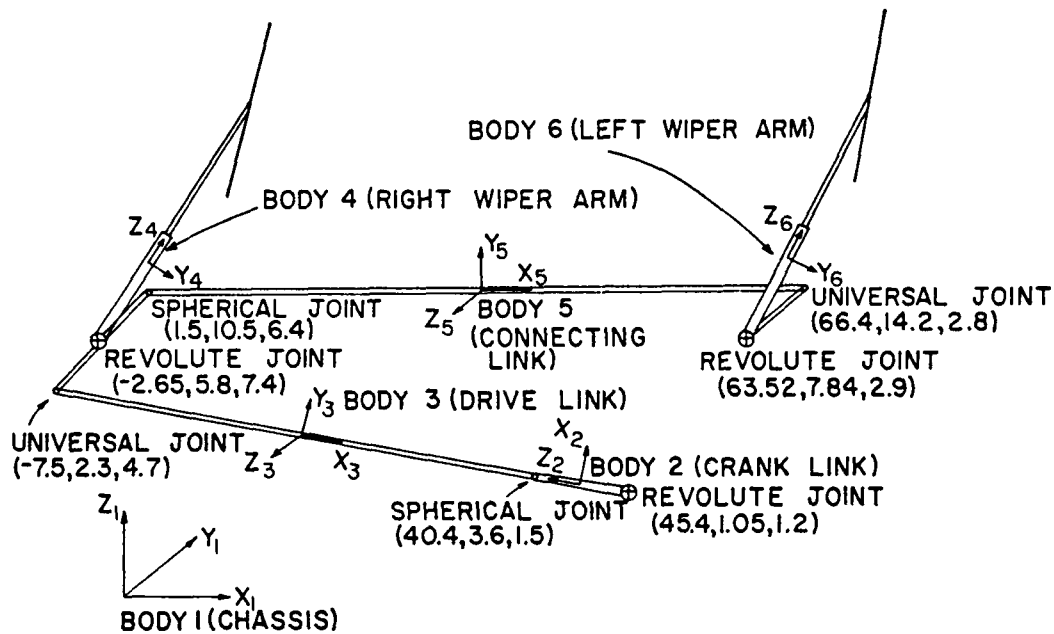 BODY 6 (LEFT WIPER ARM)
BODY 4 (RIGHT WIPER ARM)
Z4
Y4
Z6
Y6
Y5
X5
Z5
SPHERICAL JOINT
(1.5,10.5,6.4)
BODY 5
(CONNECTING
LINK)
UNIVERSAL JOINT
(66.4,14.2,2.8)
REVOLUTE JOINT
(-2.65,5.8,7.4)
REVOLUTE JOINT
(63.52,7.84,2.9)
Y3
BODY 3 (DRIVE LINK)
UNIVERSAL JOINT
(-7.5,2.3,4.7)
Z3
X3
X2
Z2
BODY 2 (CRANK LINK)
SPHERICAL JOINT
(40.4,3.6,1.5)
REVOLUTE JOINT
(45.4,1.05,1.2)
Z1
Y1
X1
BODY 1 (CHASSIS)